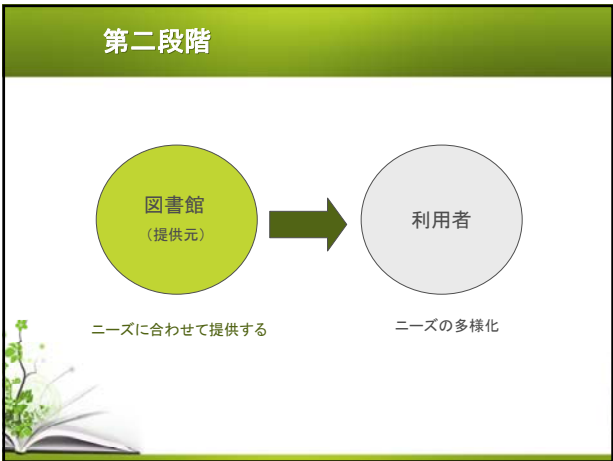 第二段階
図書館
（提供元）
利用者
ニーズに合わせて提供する
ニーズの多様化